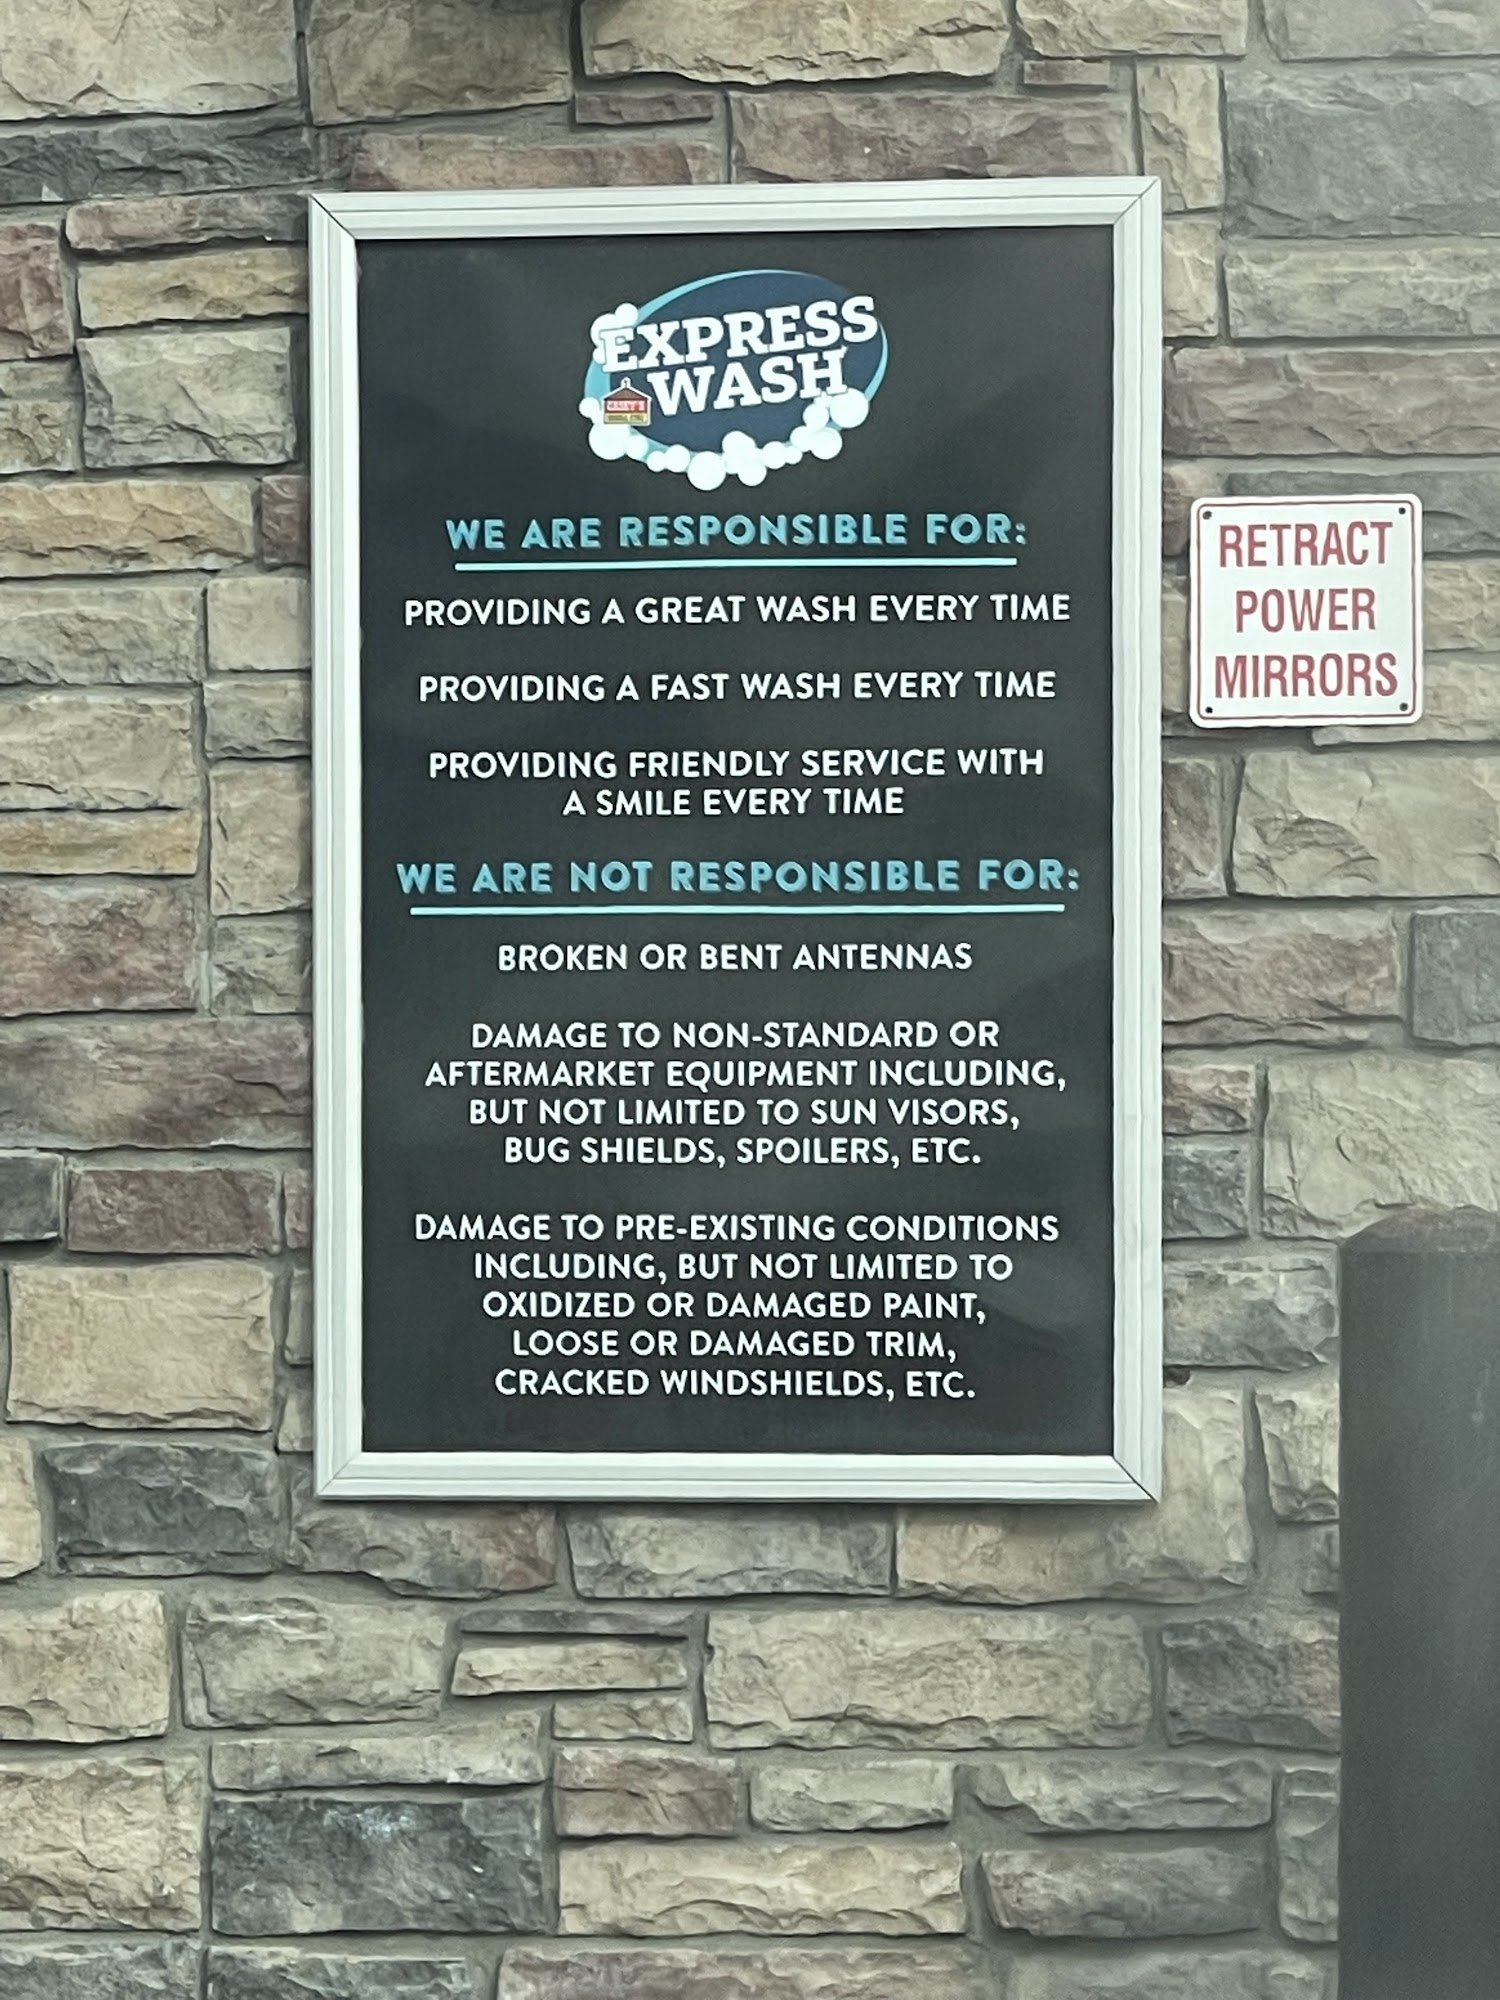 EXPRESS
WASH
CASEY'S
WE ARE RESPONSIBLE FOR:
PROVIDING A GREAT WASH EVERY TIME
PROVIDING A FAST WASH EVERY TIME
PROVIDING FRIENDLY SERVICE WITH
A SMILE EVERY TIME
WE ARE NOT RESPONSIBLE FOR:
BROKEN OR BENT ANTENNAS
DAMAGE TO NON-STANDARD OR
AFTERMARKET EQUIPMENT INCLUDING,
BUT NOT LIMITED TO SUN VISORS,
BUG SHIELDS, SPOILERS, ETC.
DAMAGE TO PRE-EXISTING CONDITIONS
INCLUDING, BUT NOT LIMITED TO
OXIDIZED OR DAMAGED PAINT,
LOOSE OR DAMAGED TRIM,
CRACKED WINDSHIELDS, ETC.
RETRACT
POWER
MIRRORS